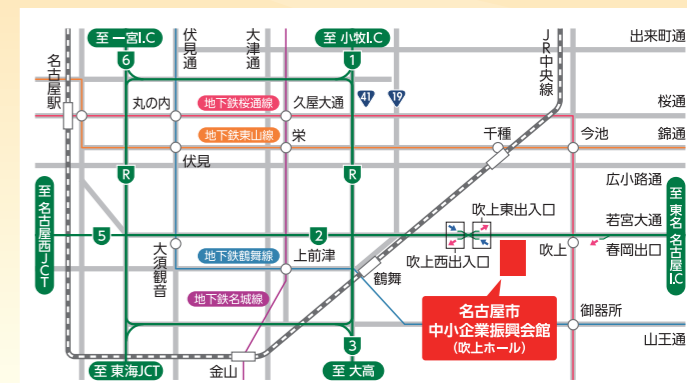 至 一宮I.C
伏見通
大津通
至 小牧I.C
JR中央線
出来町通
6
1
名古屋駅
丸の内
地下鉄桜通線
久屋大通
41
19
桜通
地下鉄東山線
栄
千種
今池
錦通
伏見
R
R
広小路通
至 名古屋西JCT
至 東名 名古屋I.C
吹上東出入口
若宮大通
5
2
大須観音
地下鉄鶴舞線
上前津
吹上西出入口
吹上
春岡出口
鶴舞
地下鉄名城線
名古屋市
中小企業振興会館
(吹上ホール)
御器所
山王通
3
至 東海JCT
金山
至 大高